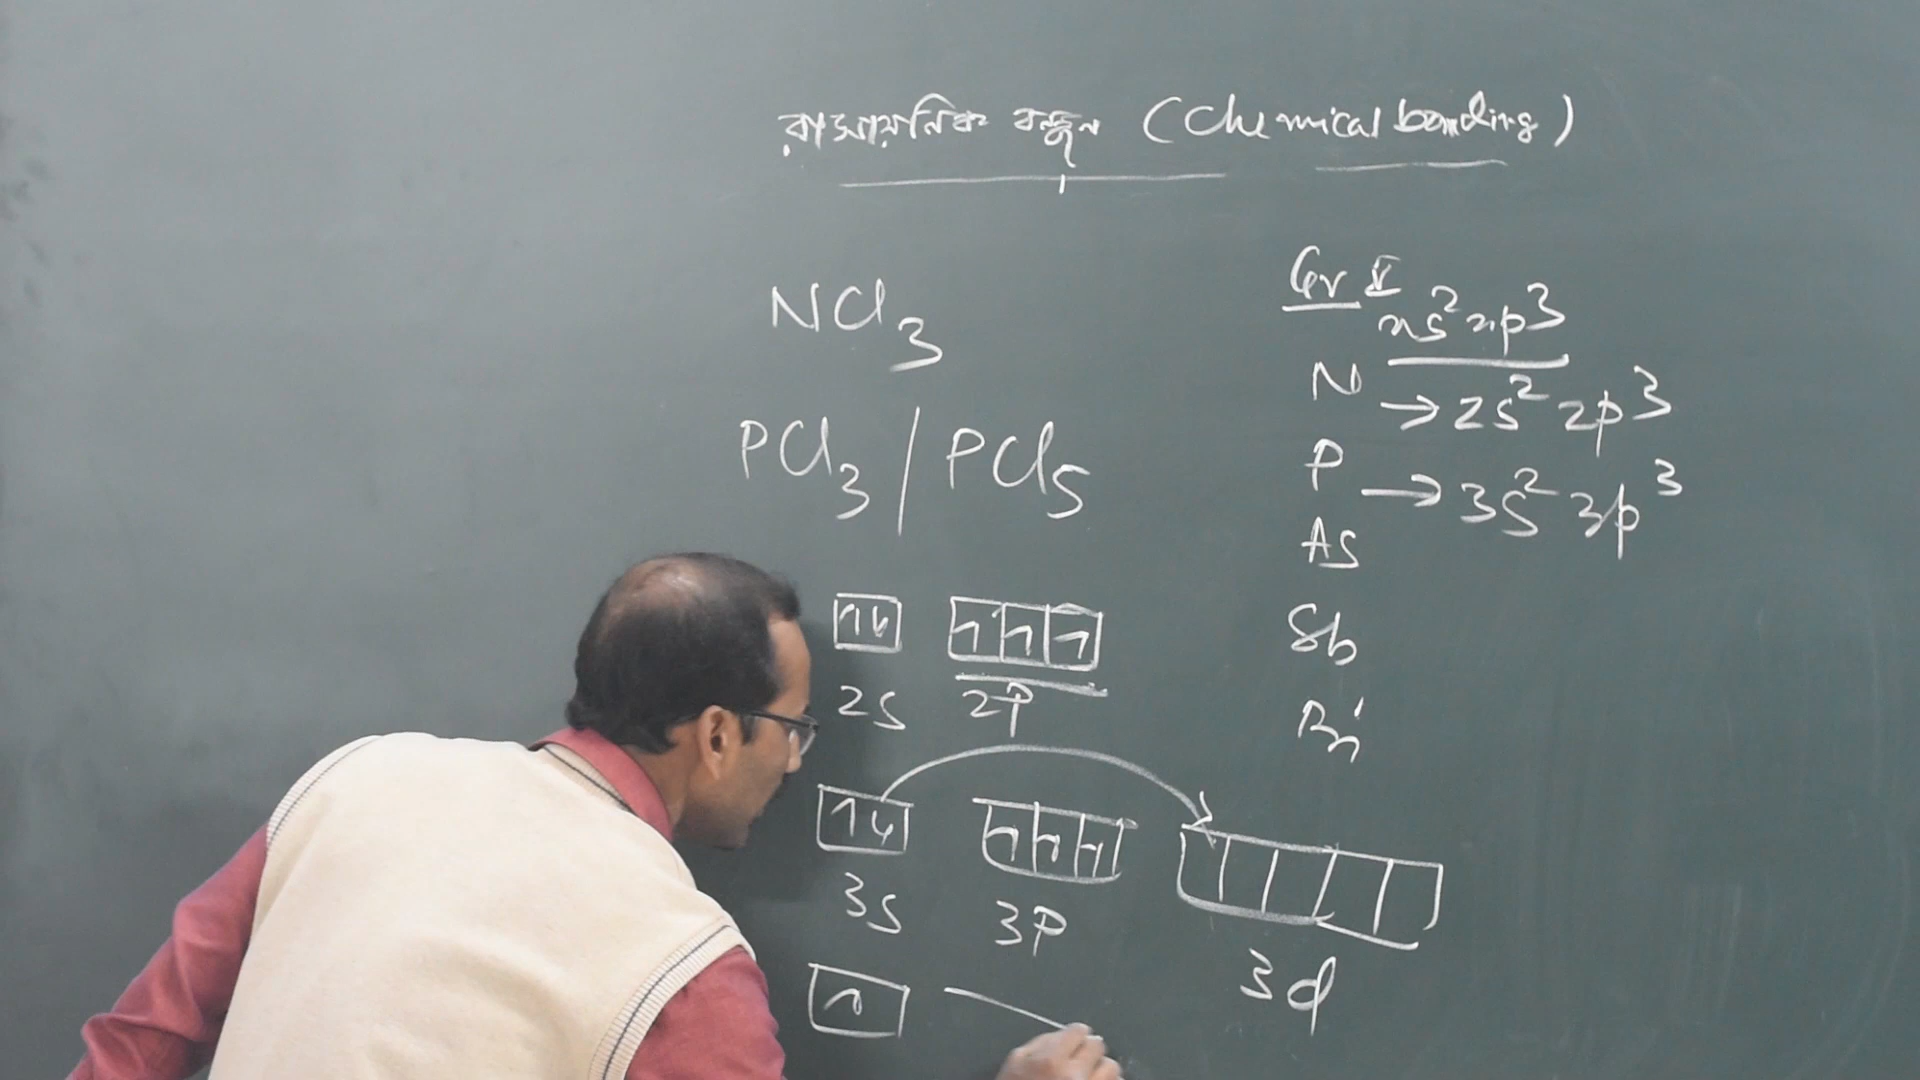 রাসায়নিক বন্ধন (Chemical bonding)
NCl3
PCl3 / PCl5
Gr V
ns² np³
N → 2s² 2p³
P → 3s² 3p³
As
Sb
Bi
2s 2P
3s 3P 3d